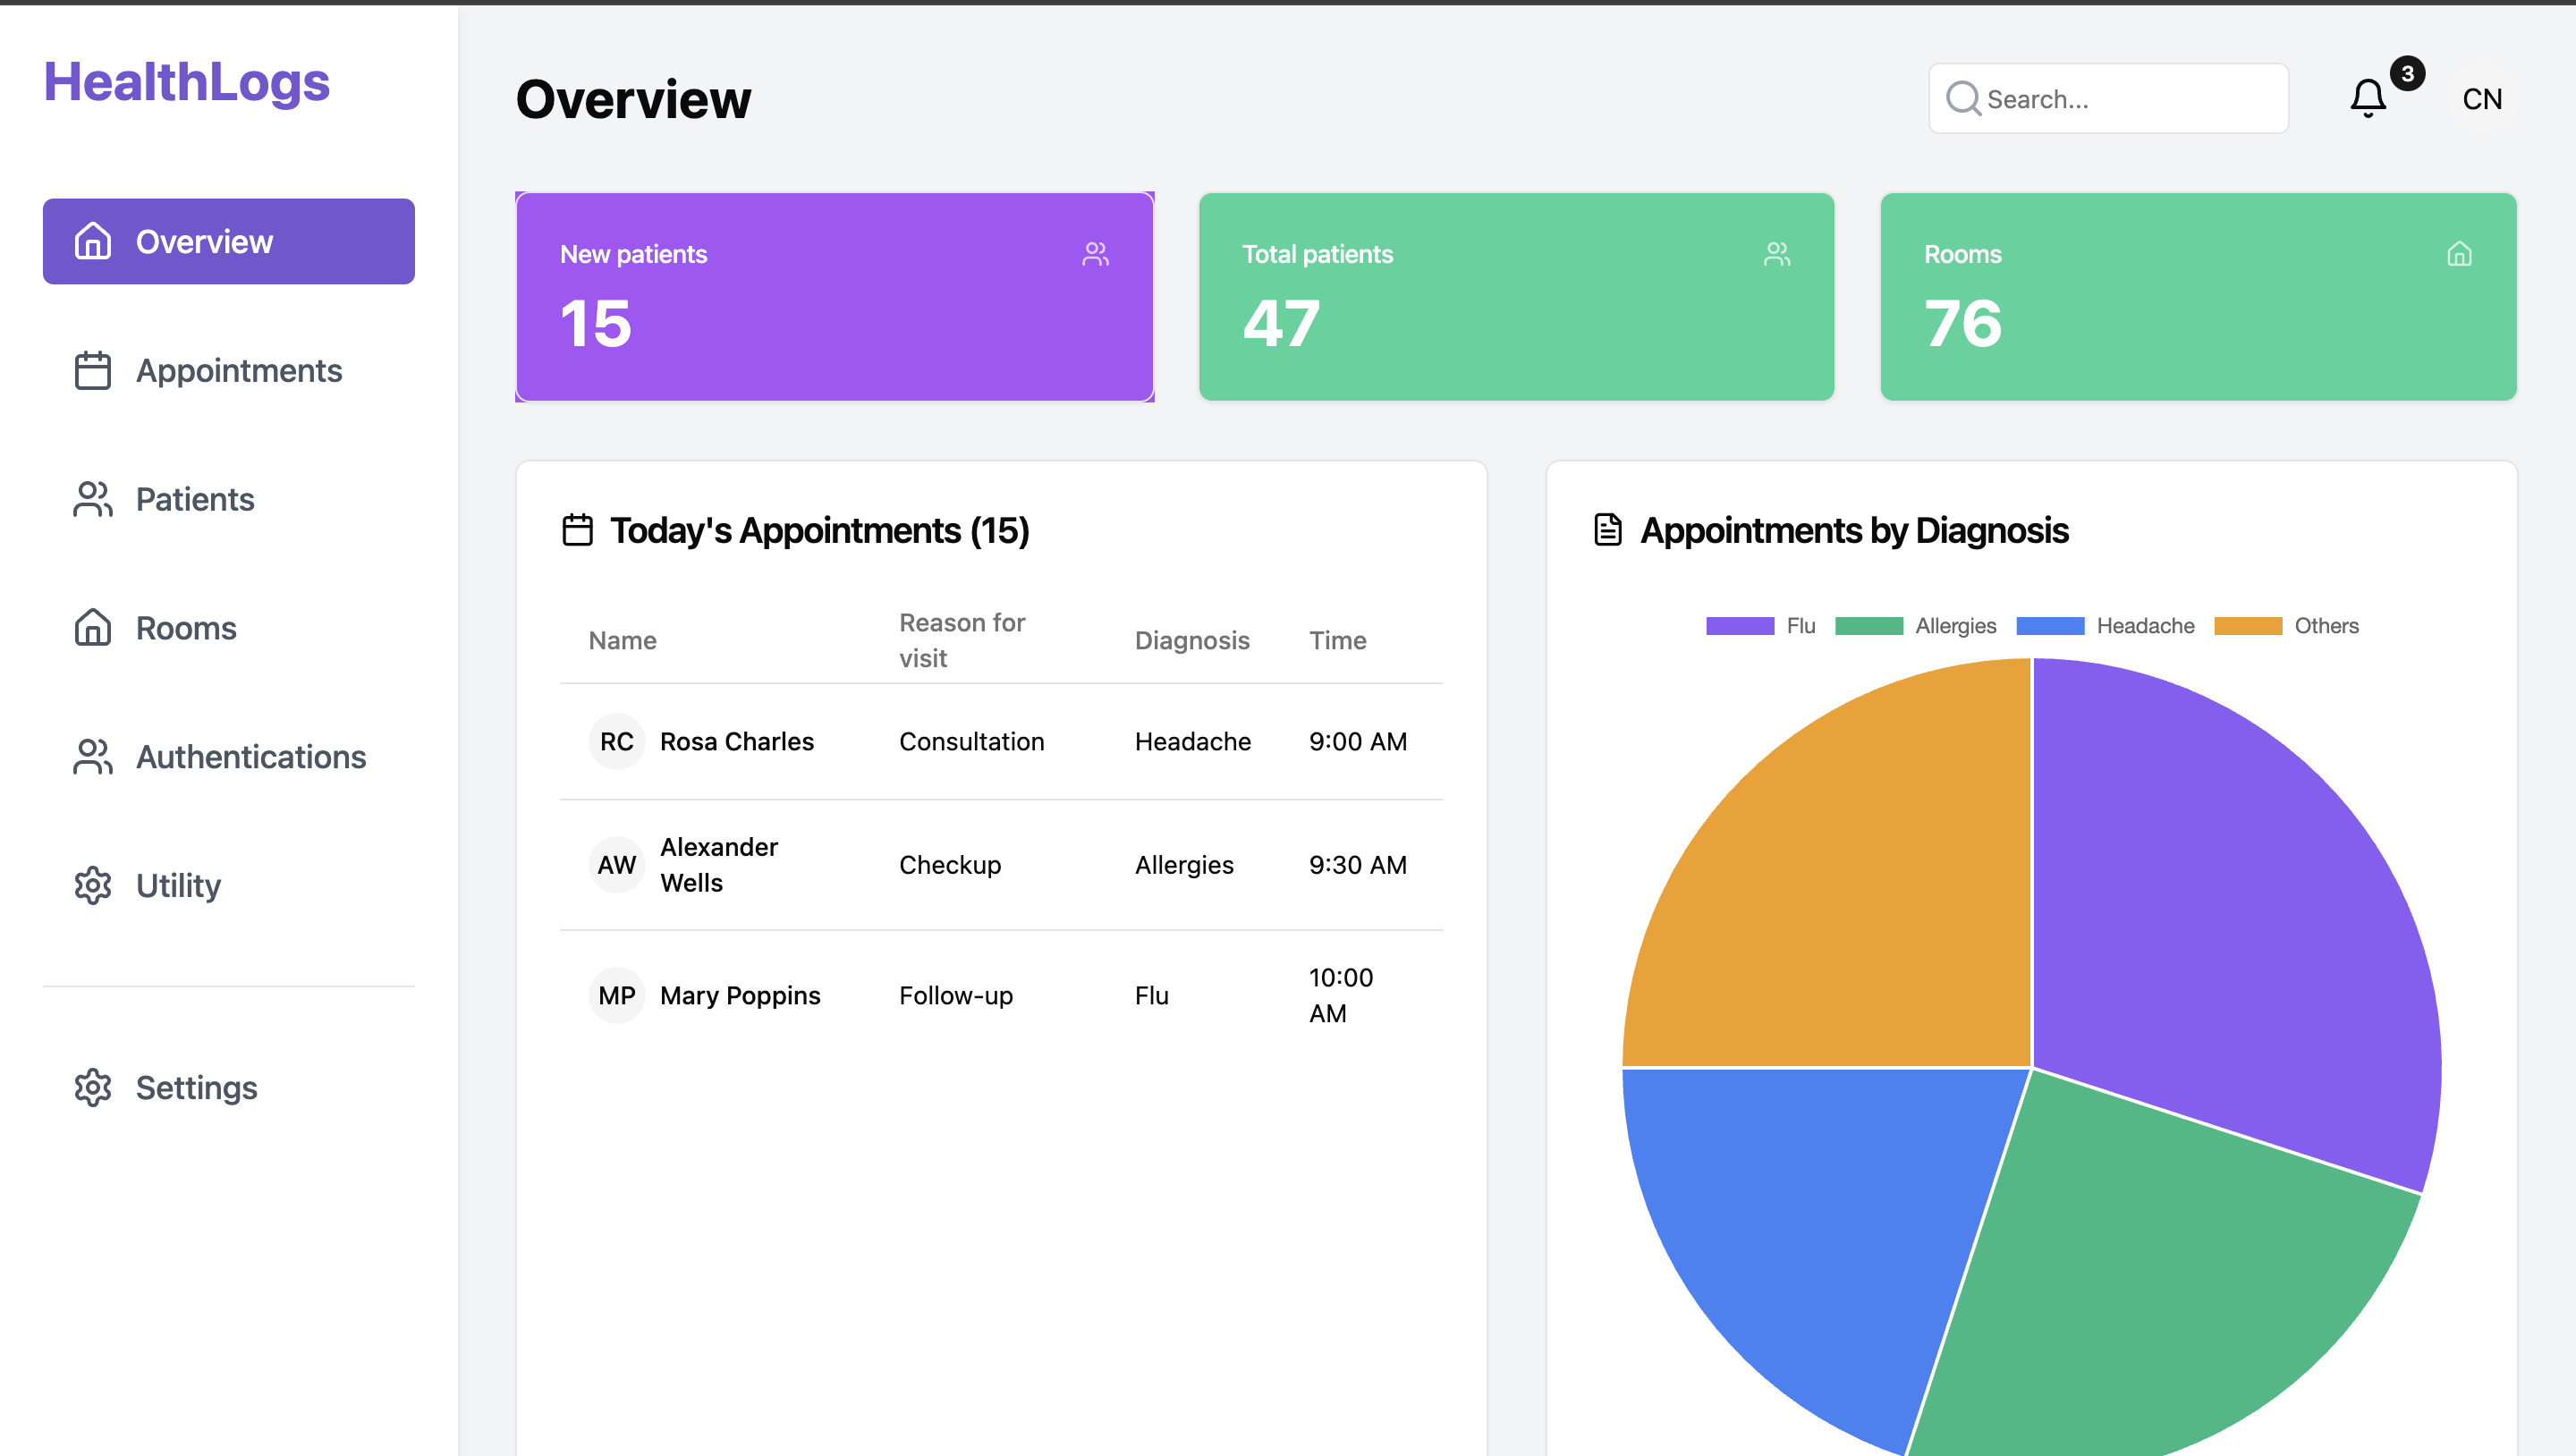 HealthLogs
Overview
Appointments
Patients
Rooms
Authentications
Utility
Settings
Overview
Search...
3
CN
New patients
15
Total patients
47
Rooms
76
Today's Appointments (15)
Name
Reason for
visit
Diagnosis
Time
RC Rosa Charles Consultation Headache 9:00 AM
AW
Alexander
Wells
Checkup Allergies 9:30 AM
MP Mary Poppins Follow-up Flu
10:00
AM
Appointments by Diagnosis
Flu Allergies Headache Others